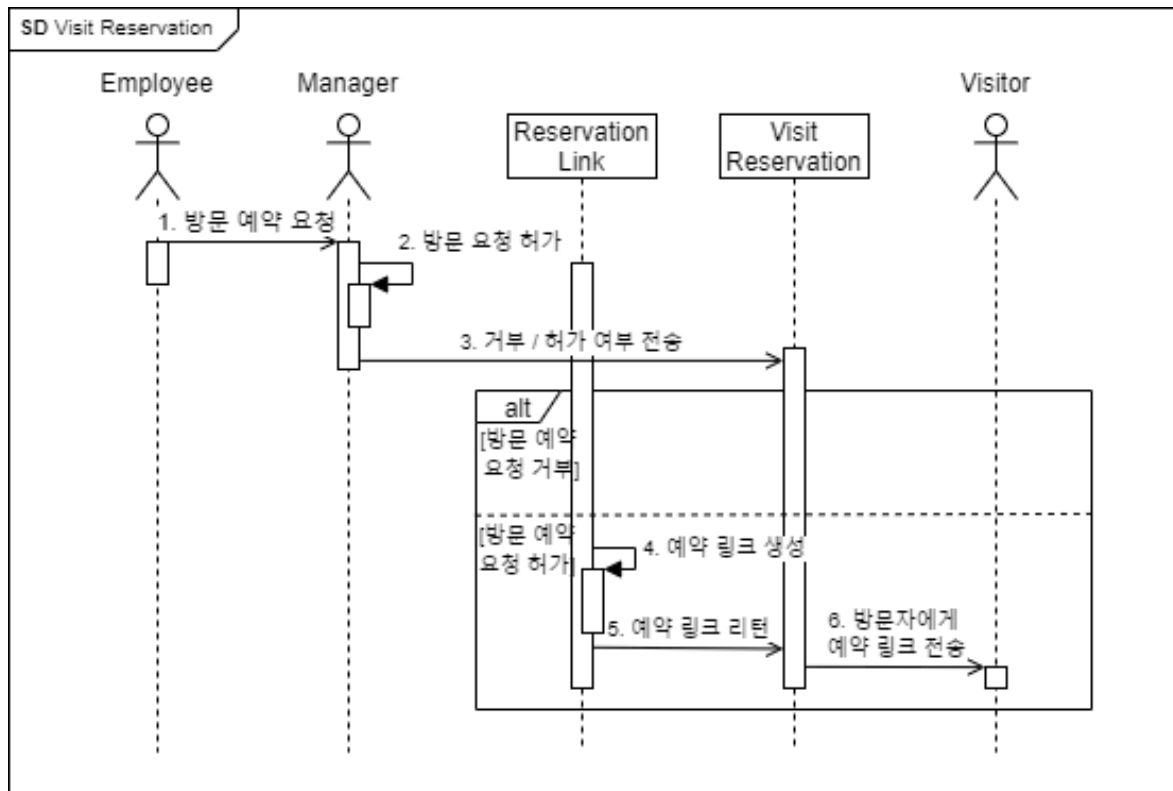 SD Visit Reservation
Employee
Manager
Visitor
Reservation
Link
Visit
Reservation
1. 방문 예약 요청
2. 방문 요청 허가
3. 거부 / 허가 여부 전송
alt
[방문 예약
요청 거부]
[방문 예약
요청 허가]
4. 예약 링크 생성
5. 예약 링크 리턴
6. 방문자에게
예약 링크 전송